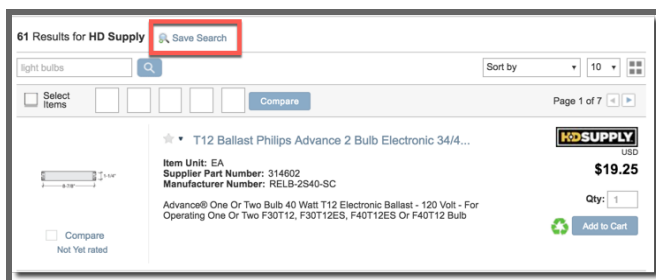 61 Results for HD Supply Save Search
light bulbs
Sort by 10
Select
Items
Compare
Page 1 of 7
T12 Ballast Philips Advance 2 Bulb Electronic 34/4...
HDSUPPLY
USD
$19.25
Item Unit: EA
Supplier Part Number: 314602
Manufacturer Number: RELB-2S40-SC
Qty: 1
Advance® One Or Two Bulb 40 Watt T12 Electronic Ballast - 120 Volt - For
Operating One Or Two F30T12, F30T12ES, F40T12ES Or F40T12 Bulb
Add to Cart
Compare
Not Yet rated